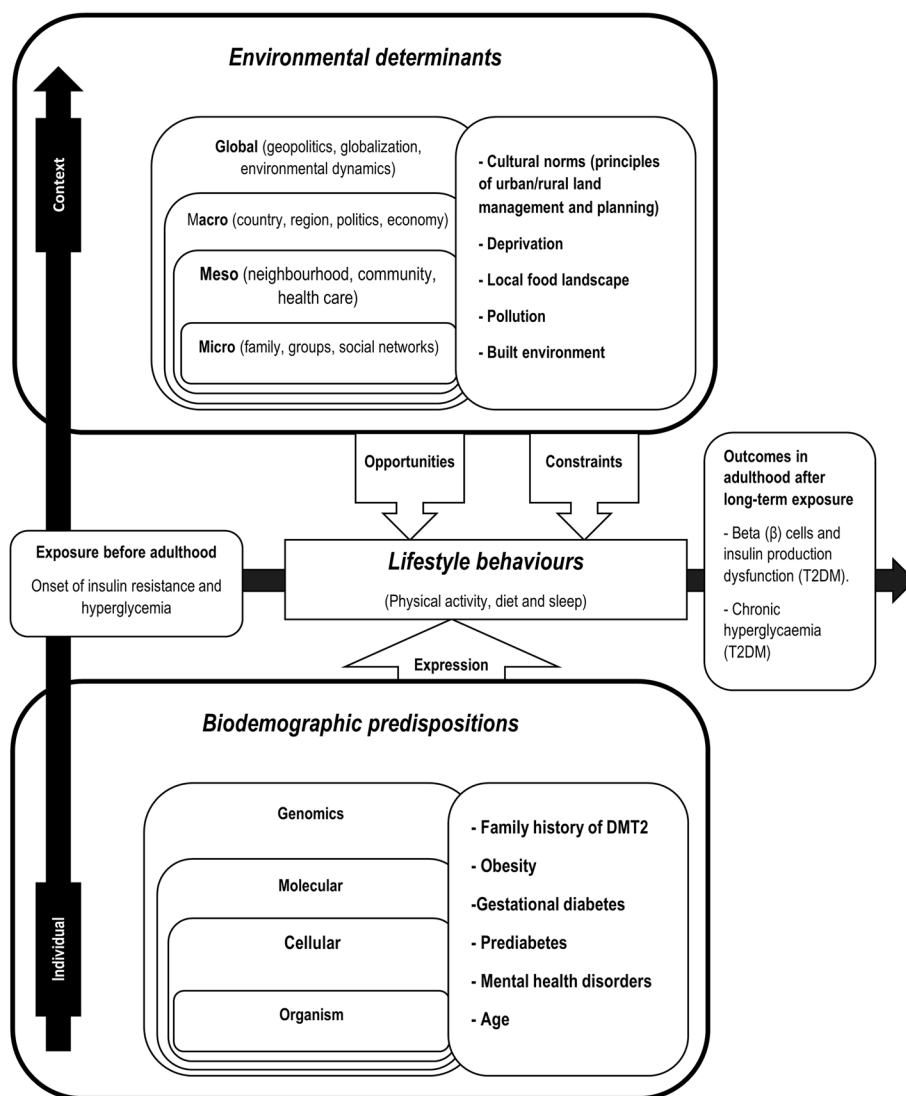 Environmental determinants
Context
Global (geopolitics, globalization,
environmental dynamics)
Macro (country, region, politics, economy)
Meso (neighbourhood, community,
health care)
Micro (family, groups, social networks)
- Cultural norms (principles
of urban/rural land
management and planning)
- Deprivation
- Local food landscape
- Pollution
- Built environment
Opportunities
Constraints
Exposure before adulthood
Onset of insulin resistance and
hyperglycemia
Lifestyle behaviours
(Physical activity, diet and sleep)
Outcomes in
adulthood after
long-term exposure
- Beta (β) cells and
insulin production
dysfunction (T2DM).
- Chronic
hyperglycaemia
(T2DM)
Expression
Biodemographic predispositions
Individual
Genomics
Molecular
Cellular
Organism
- Family history of DMT2
- Obesity
-Gestational diabetes
- Prediabetes
- Mental health disorders
- Age